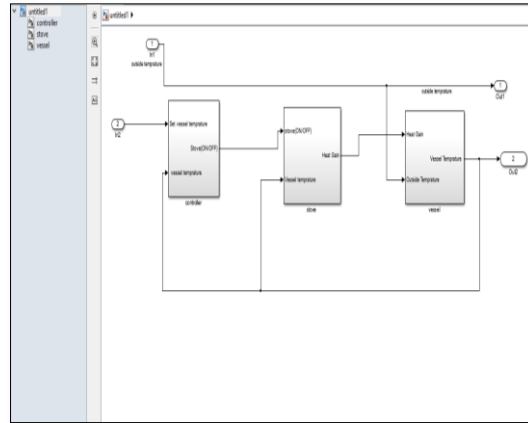 untitled1
controller
stove
vessel
untitled1
1
In1
outside temprature
outside temprature
1
Out1
2
In2
Set vessel temprature
Stove(ON/OFF)
vessel temprature
controller
stove(ON/OFF)
Heat Gain
Vessel temprature
stove
Heat Gain
Vessel Temprature
Outside Temprature
vessel
2
Out2